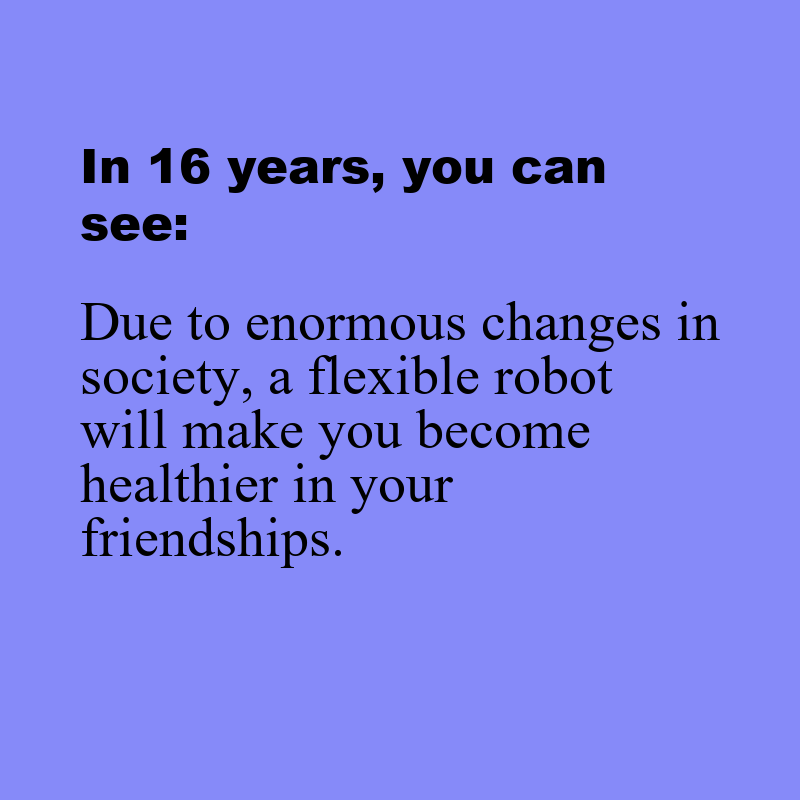 In 16 years, you can
see:
Due to enormous changes in
society, a flexible robot
will make you become
healthier in your
friendships.